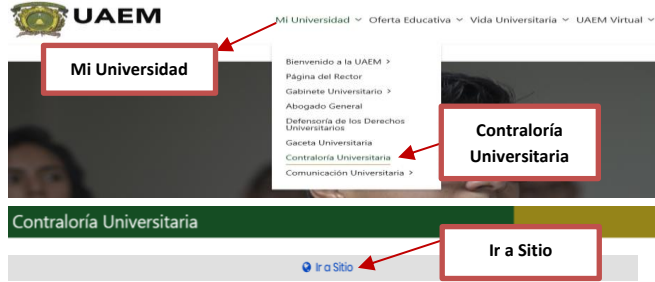 UAEM
Mi Universidad Oferta Educativa Vida Universitaria UAEM Virtual
Mi Universidad
Bienvenido a la UAEM >
Página del Rector
Gabinete Universitario >
Abogado General
Defensoría de los Derechos
Universitarios
Gaceta Universitaria
Contraloría Universitaria
Comunicación Universitaria >
Contraloría
Universitaria
Contraloría Universitaria
Ir a Sitio
Ir a Sitio